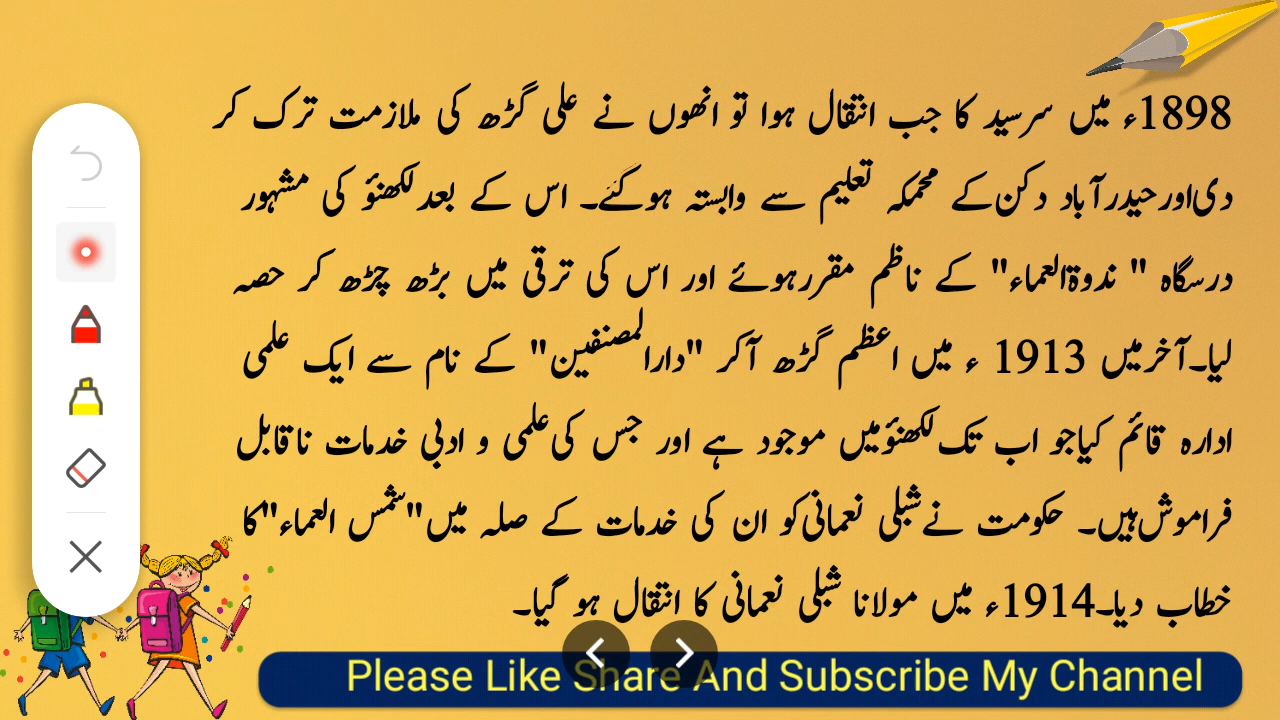 1898ء میں سرسید کا جب انتقال ہوا تو انھوں نے علی گڑھ کی ملازمت ترک کر
دی اور حیدر آباد دکن کے محمکہ تعلیم سے وابستہ ہوگئے۔ اس کے بعد لکھنؤ کی مشہور
درسگاہ " ندوۃالعماء" کے ناظم مقرر ہوئے اور اس کی ترقی میں بڑھ چڑھ کر حصہ
لیا۔آخر میں 1913 ء میں اعظم گڑھ آکر "دارالمصنفین" کے نام سے ایک علمی
ادارہ قائم کیا جو اب تک لکھنؤ میں موجود ہے اور جس کی علمی و ادبی خدمات ناقابل
فراموش ہیں۔ حکومت نے شبلی نعمانی کو ان کی خدمات کے صلہ میں "شمس العماء" کا
خطاب دیا۔1914ء میں مولانا شبلی نعمانی کا انتقال ہو گیا۔
Please Like Share And Subscribe My Channel